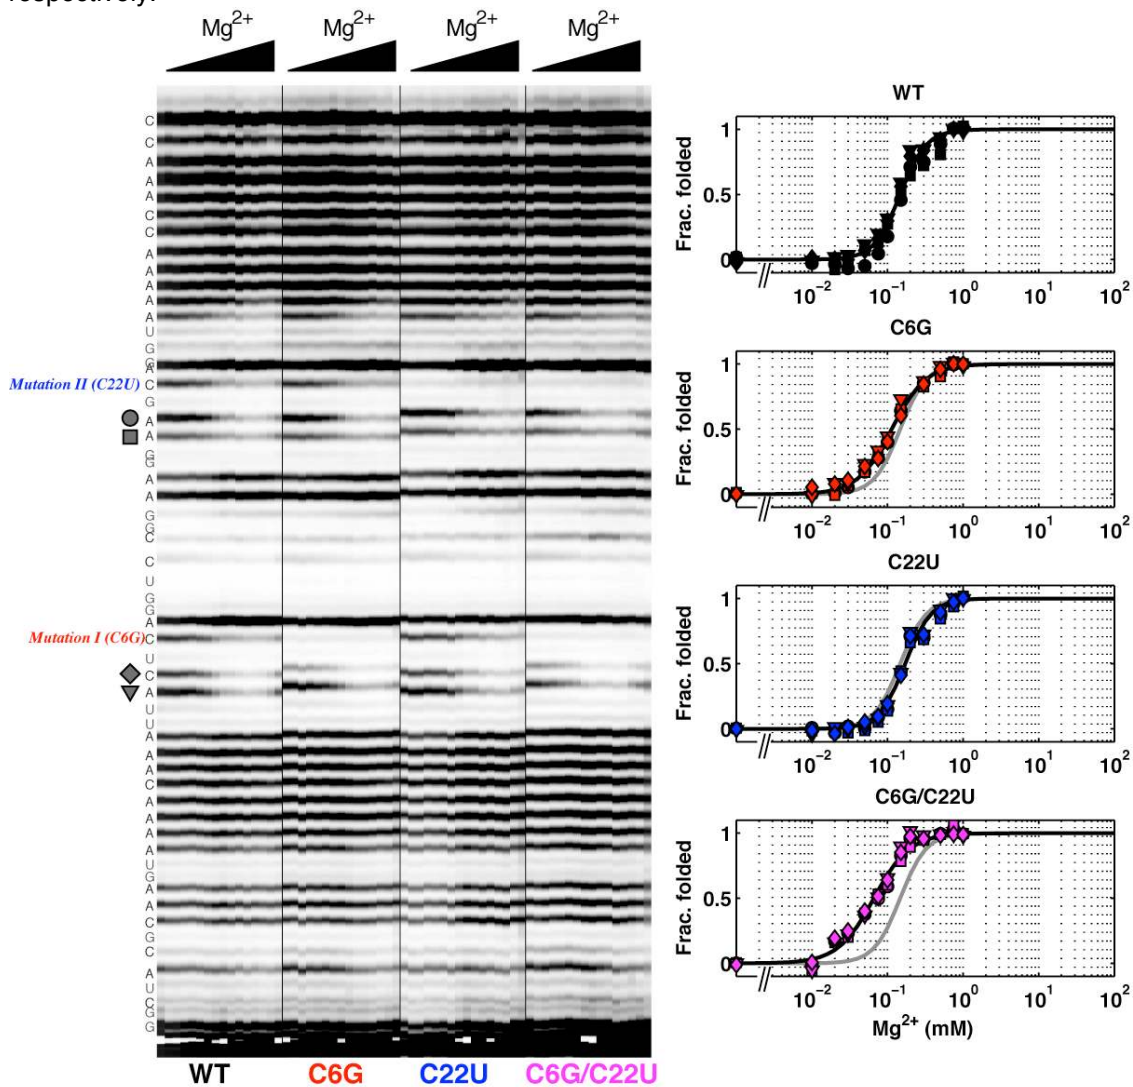 respectively.
Mg2+ Mg2+ Mg2+ Mg2+
C
C
A
A
A
C
C
A
A
A
A
A
U
G
G
A
Mutation II (C22U) C
G
A
A
G
G
A
A
G
G
C
C
U
G
G
A
Mutation I (C6G) C
U
C
A
U
U
A
A
A
C
A
A
A
A
U
G
A
A
C
G
C
A
U
C
G
G
WT C6G C22U C6G/C22U
WT
Frac. folded
1
0.5
0
10−2 10−1 100 101 102
C6G
Frac. folded
1
0.5
0
10−2 10−1 100 101 102
C22U
Frac. folded
1
0.5
0
10−2 10−1 100 101 102
C6G/C22U
Frac. folded
1
0.5
0
10−2 10−1 100 101 102
Mg2+ (mM)